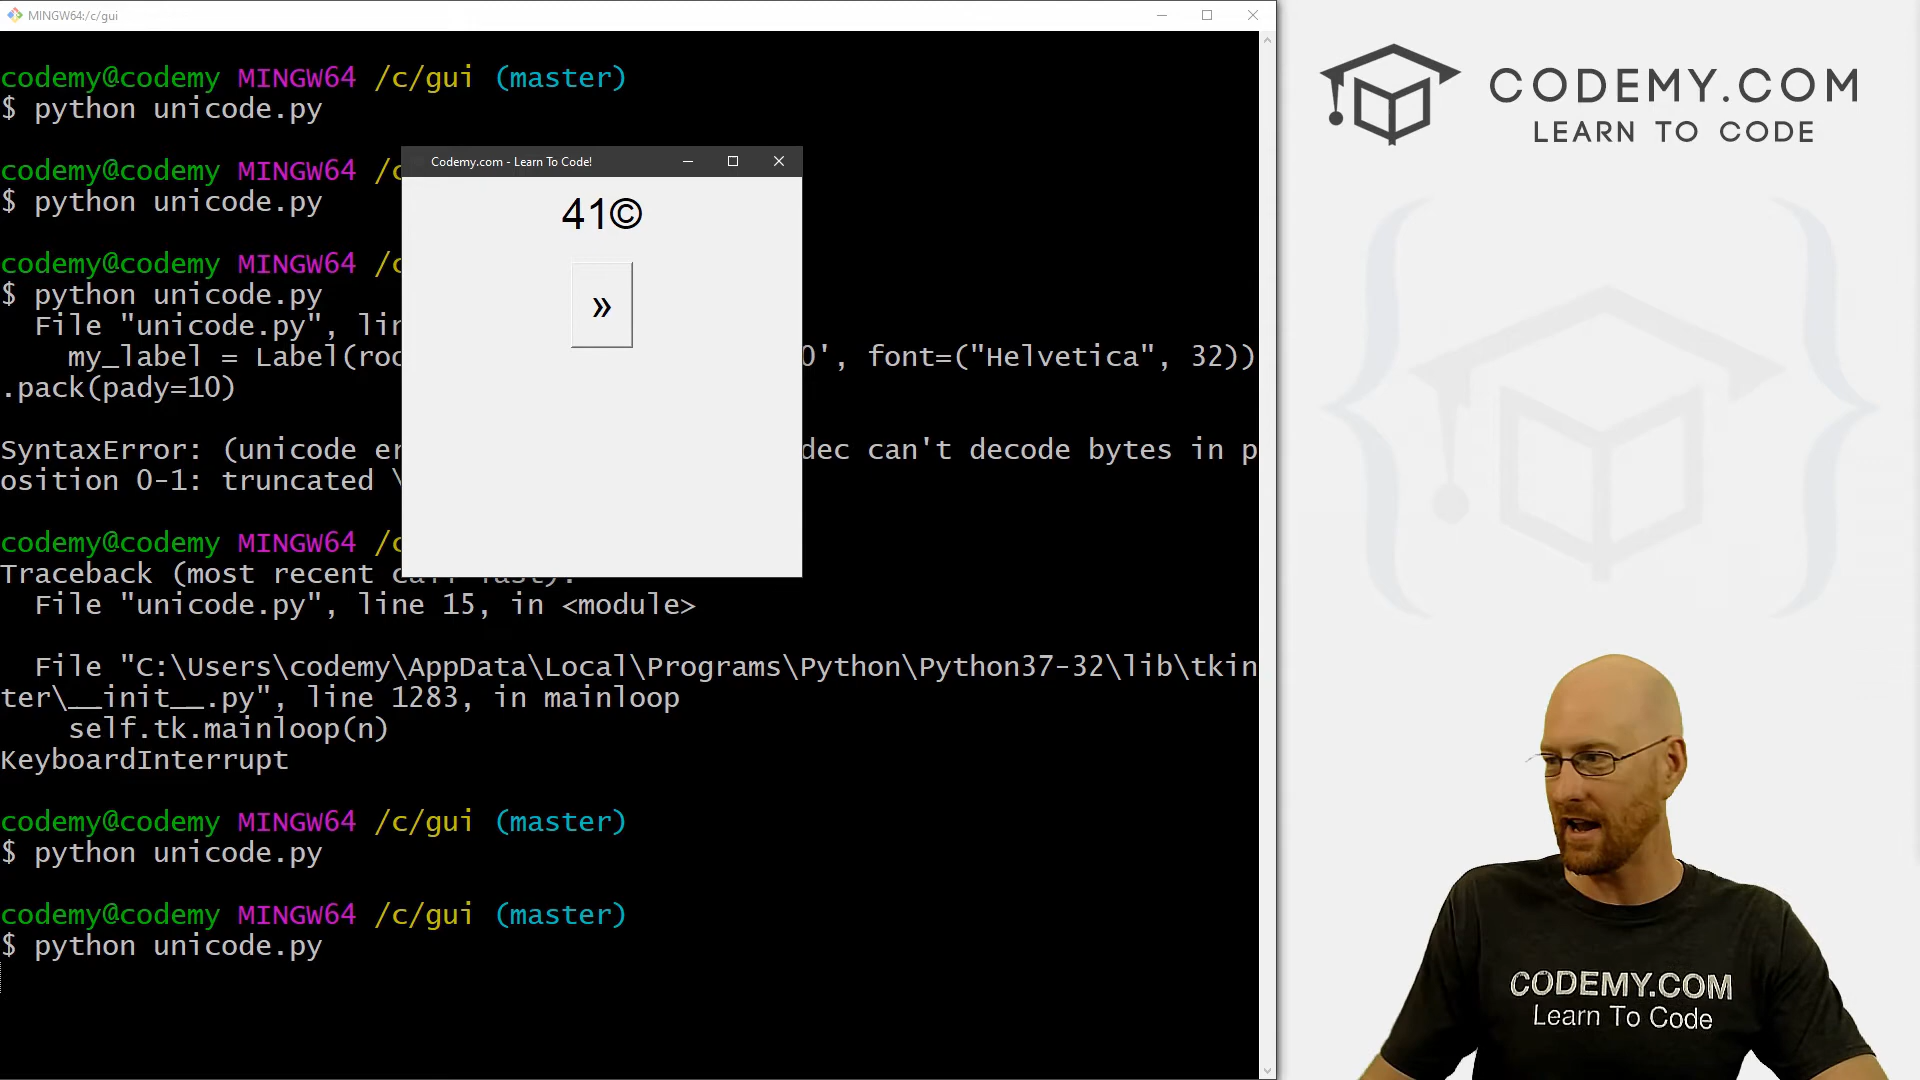 MINGW64:/c/gui
codemy@codemy MINGW64 /c/gui (master)
$ python unicode.py
codemy@codemy MINGW64 /c
$ python unicode.py
codemy@codemy MINGW64 /c
$ python unicode.py
File "unicode.py", lin
my_label = Label(roo 0', font=("Helvetica", 32))
.pack(pady=10)
SyntaxError: (unicode er dec can't decode bytes in p
osition 0-1: truncated \
codemy@codemy MINGW64 /c
Traceback (most recent call last):
File "unicode.py", line 15, in <module>
File "C:\Users\codemy\AppData\Local\Programs\Python\Python37-32\lib\tkin
ter\__init__.py", line 1283, in mainloop
self.tk.mainloop(n)
KeyboardInterrupt
codemy@codemy MINGW64 /c/gui (master)
$ python unicode.py
codemy@codemy MINGW64 /c/gui (master)
$ python unicode.py
Codemy.com - Learn To Code!
41©
»
CODEMY.COM
LEARN TO CODE
CODEMY.COM
Learn To Code